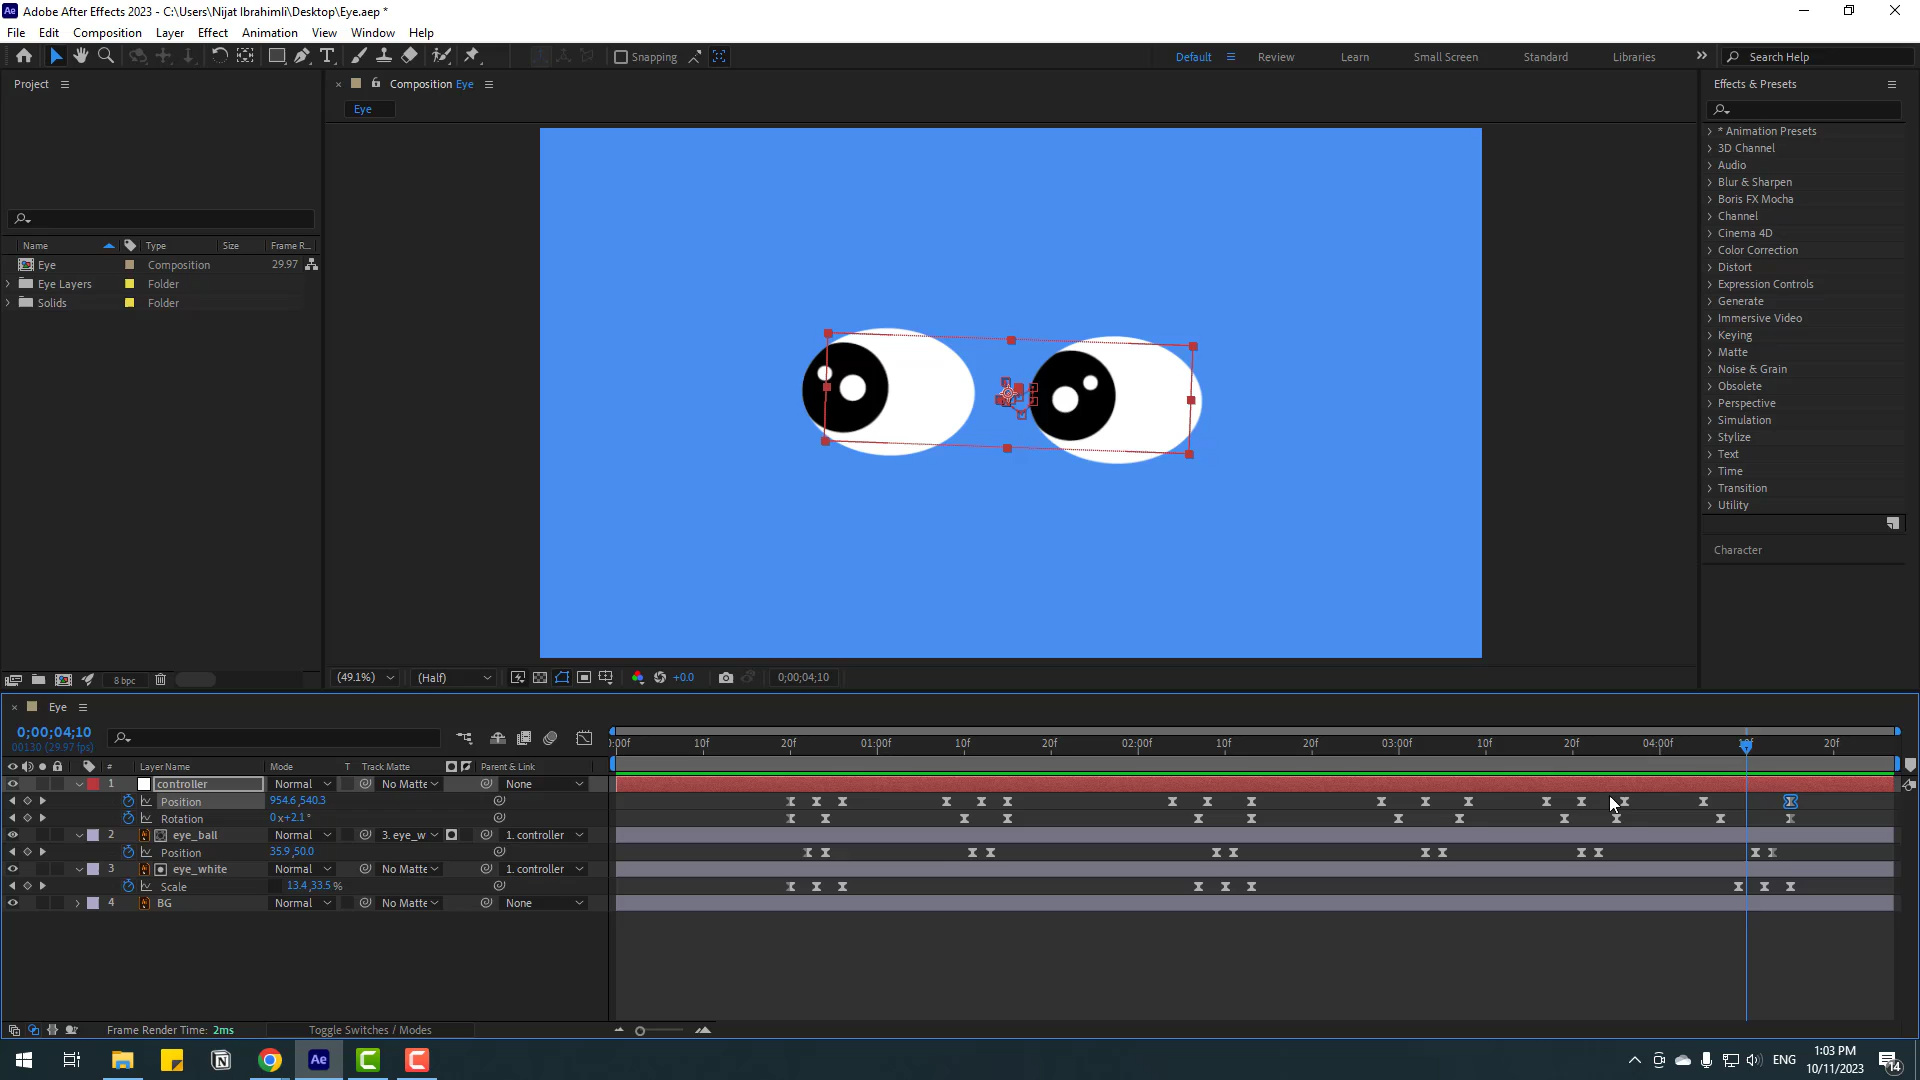 Adobe After Effects 2023 - C:\Users\Nijat Ibrahimli\Desktop\Eye.aep *
File Edit Composition Layer Effect Animation View Window Help
Snapping Default Review Learn Small Screen Standard Libraries Search Help
Project
Composition Eye
Effects & Presets
Eye
Name Type Size Frame R...
Eye Composition 29.97
Eye Layers Folder
Solids Folder
* Animation Presets
3D Channel
Audio
Blur & Sharpen
Boris FX Mocha
Channel
Cinema 4D
Color Correction
Distort
Expression Controls
Generate
Immersive Video
Keying
Matte
Noise & Grain
Obsolete
Perspective
Simulation
Stylize
Text
Time
Transition
Utility
Character
8 bpc
(49.1%) (Half) +0.0 0;00;04;10
Eye
0;00;04;10
00130 (29.97 fps)
):00f 10f 20f 01:00f 10f 20f 02:00f 10f 20f 03:00f 10f 20f 04:00f 10f 20f
# Layer Name Mode T Track Matte Parent & Link
1 controller Normal No Matte None
Position 954.6,540.3
Rotation 0x+2.1°
2 eye_ball Normal 3. eye_w 1. controller
Position 35.9,50.0
3 eye_white Normal No Matte 1. controller
Scale 13.4,33.5%
4 BG Normal No Matte None
Frame Render Time: 2ms Toggle Switches / Modes
ENG
1:03 PM
10/11/2023
14